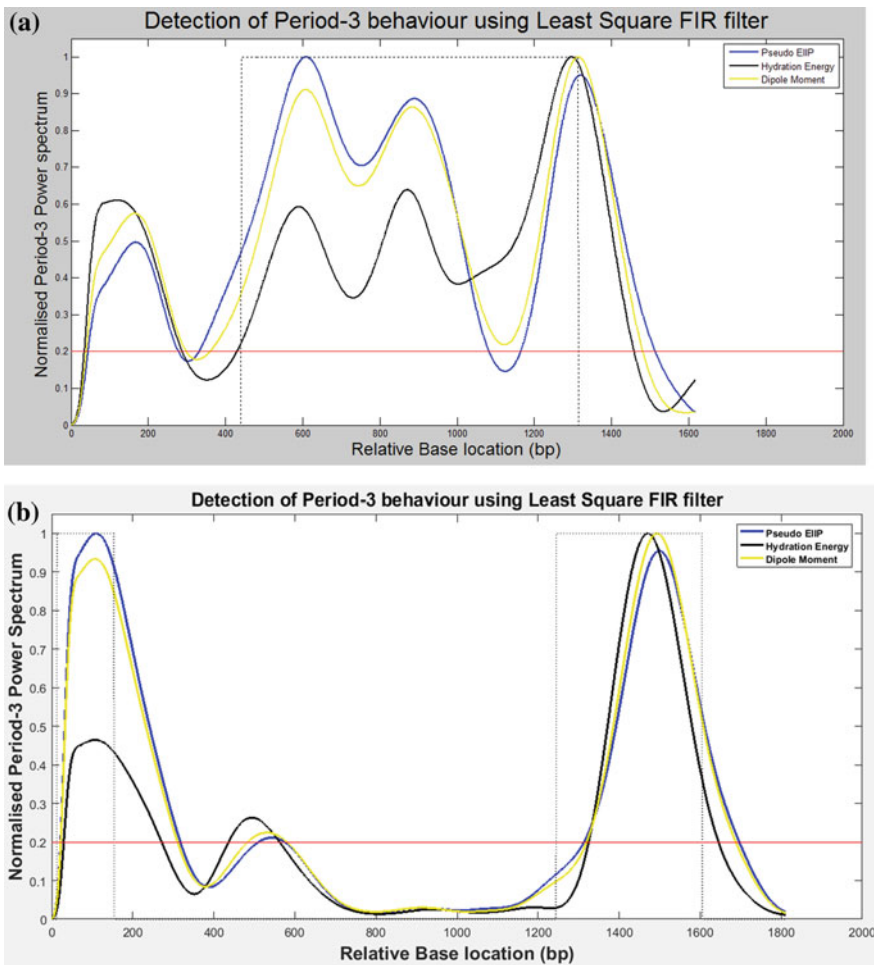 (a)
Detection of Period-3 behaviour using Least Square FIR filter
Normalised Period-3 Power spectrum
1
0.9
0.8
0.7
0.6
0.5
0.4
0.3
0.2
0.1
0
Pseudo EIIP
Hydration Energy
Dipole Moment
0 200 400 600 800 1000 1200 1400 1600 1800 2000
Relative Base location (bp)
(b)
Detection of Period-3 behaviour using Least Square FIR filter
Normalised Period-3 Power Spectrum
1
0.9
0.8
0.7
0.6
0.5
0.4
0.3
0.2
0.1
0
Pseudo EIIP
Hydration Energy
Dipole Moment
0 200 400 600 800 1000 1200 1400 1600 1800 2000
Relative Base location (bp)